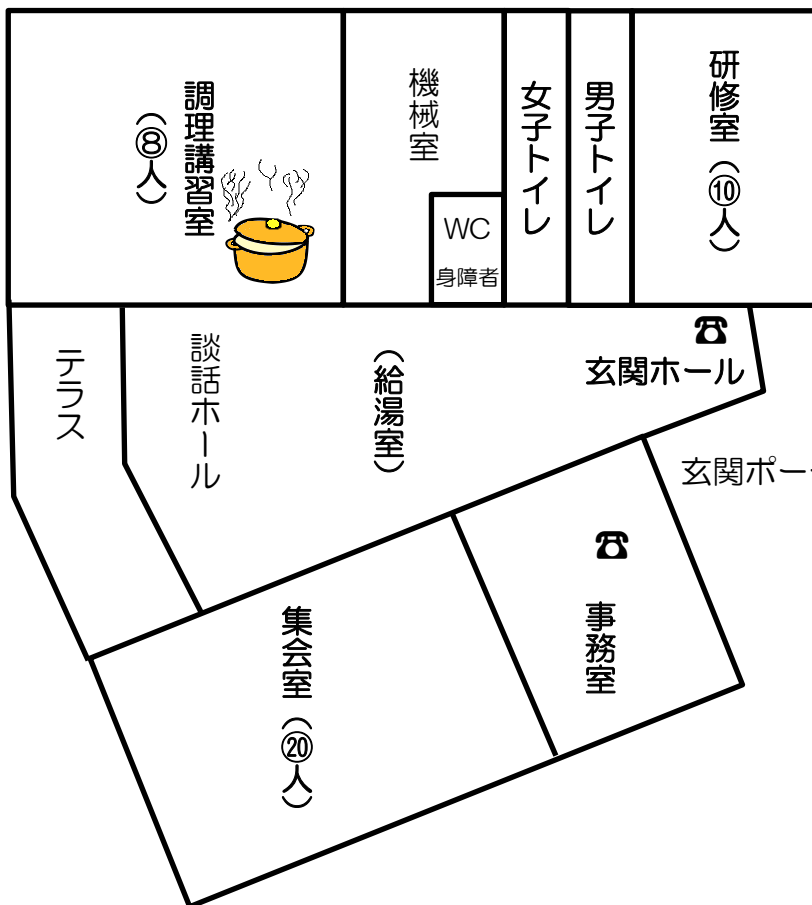 調理講習室
（⑧人）
機械室
WC
身障者
女子トイレ
男子トイレ
研修室（⑩人）
テラス
談話ホール
（給湯室）
☎
玄関ホール
玄関ポー
☎
事務室
集会室（⑳人）